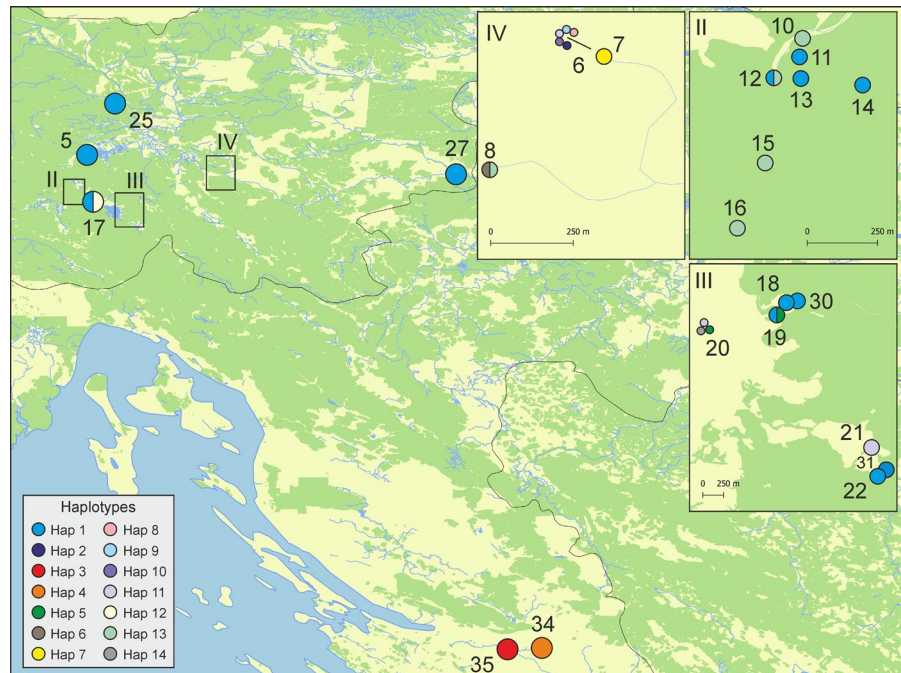 25
5
II
III
IV
17
27
IV
7
6
8
0 250 m
II
10
11
12
13
14
15
16
0 250 m
III
18
30
19
20
21
31
22
0 250 m
34
35
Haplotypes
Hap 1 Hap 8
Hap 2 Hap 9
Hap 3 Hap 10
Hap 4 Hap 11
Hap 5 Hap 12
Hap 6 Hap 13
Hap 7 Hap 14